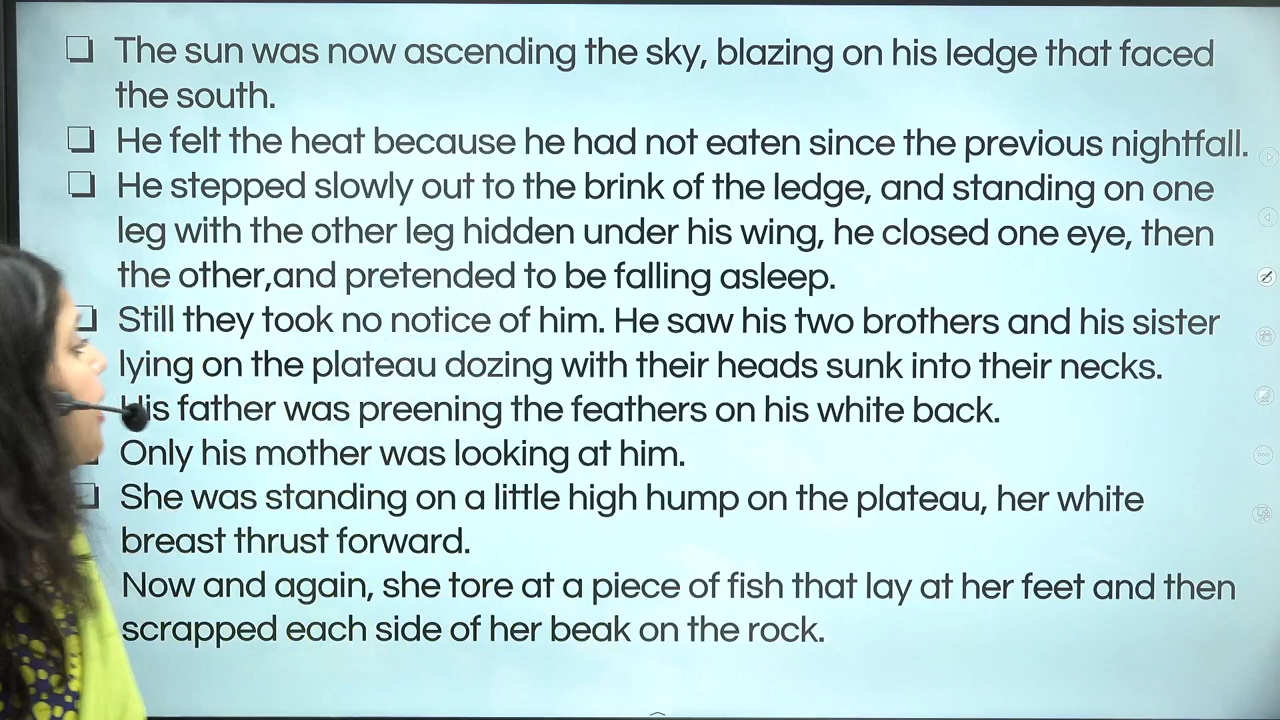 The sun was now ascending the sky, blazing on his ledge that faced
the south.
He felt the heat because he had not eaten since the previous nightfall.
He stepped slowly out to the brink of the ledge, and standing on one
leg with the other leg hidden under his wing, he closed one eye, then
the other,and pretended to be falling asleep.
Still they took no notice of him. He saw his two brothers and his sister
lying on the plateau dozing with their heads sunk into their necks.
His father was preening the feathers on his white back.
Only his mother was looking at him.
She was standing on a little high hump on the plateau, her white
breast thrust forward.
Now and again, she tore at a piece of fish that lay at her feet and then
scrapped each side of her beak on the rock.